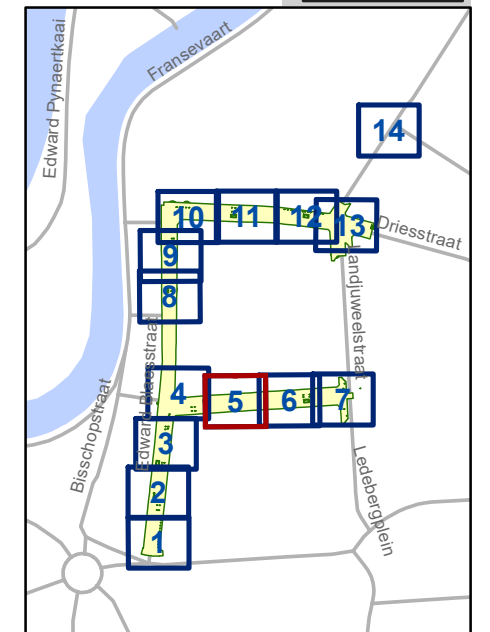 Edward Pynaertkaai
Fransevaart
14
10
11
12
13
Driesstraat
9
8
Landjuweelstraat
Edward Blaesstraat
Bisschopstraat
4
5
6
7
3
Ledebergplein
2
1